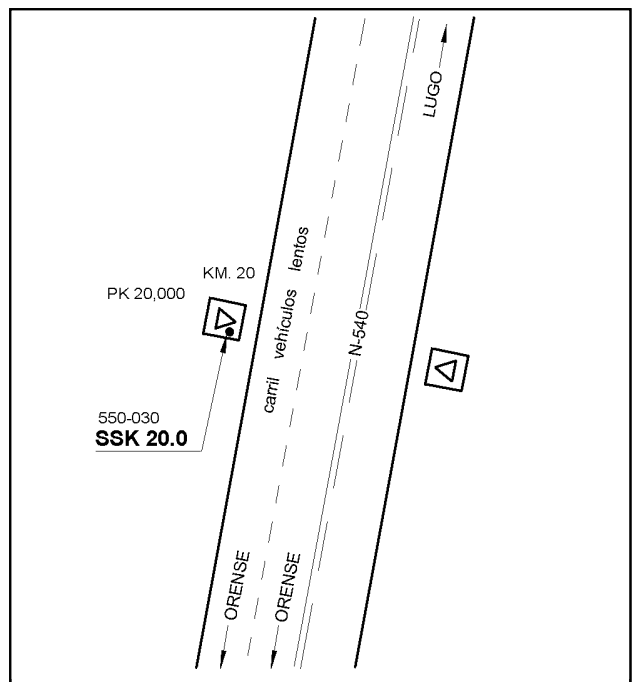 LUGO
KM. 20
PK 20,000
carril vehículos lentos
N-540
550-030
SSK 20.0
ORENSE
ORENSE